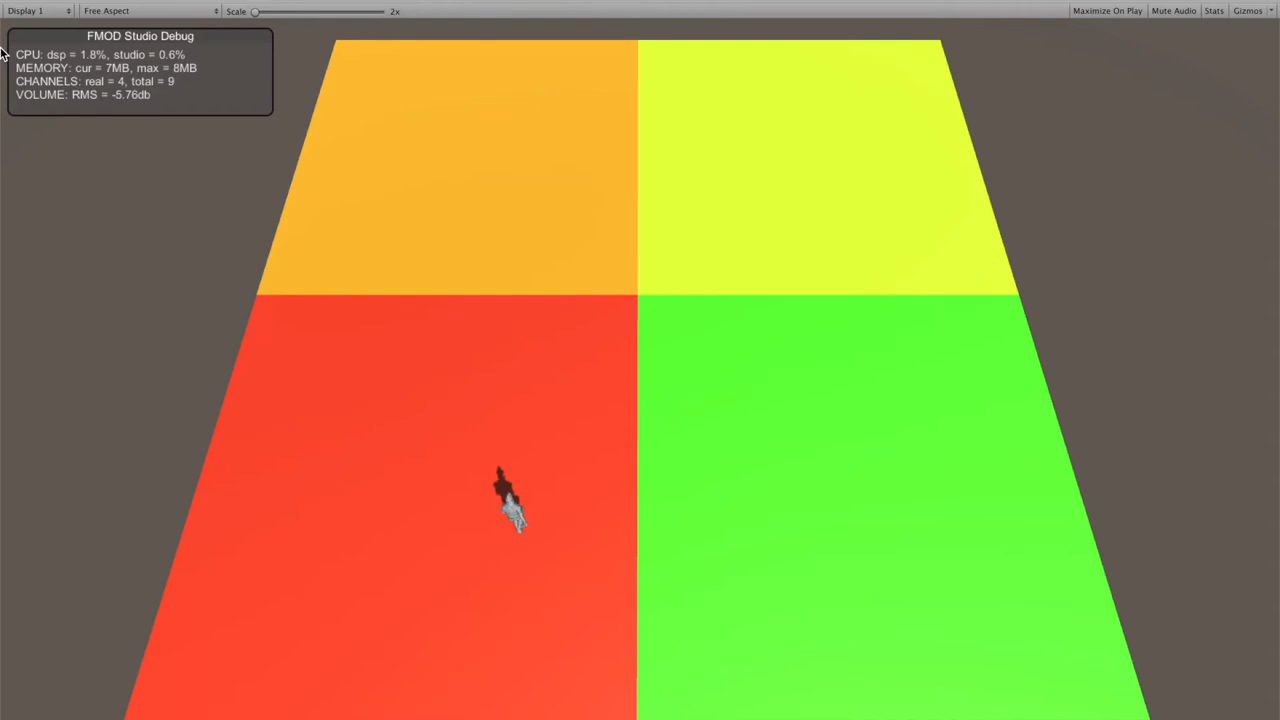 Display 1 Free Aspect Scale 2x Maximize On Play Mute Audio Stats Gizmos
FMOD Studio Debug
CPU: dsp = 1.8%, studio = 0.6%
MEMORY: cur = 7MB, max = 8MB
CHANNELS: real = 4, total = 9
VOLUME: RMS = -5.76db